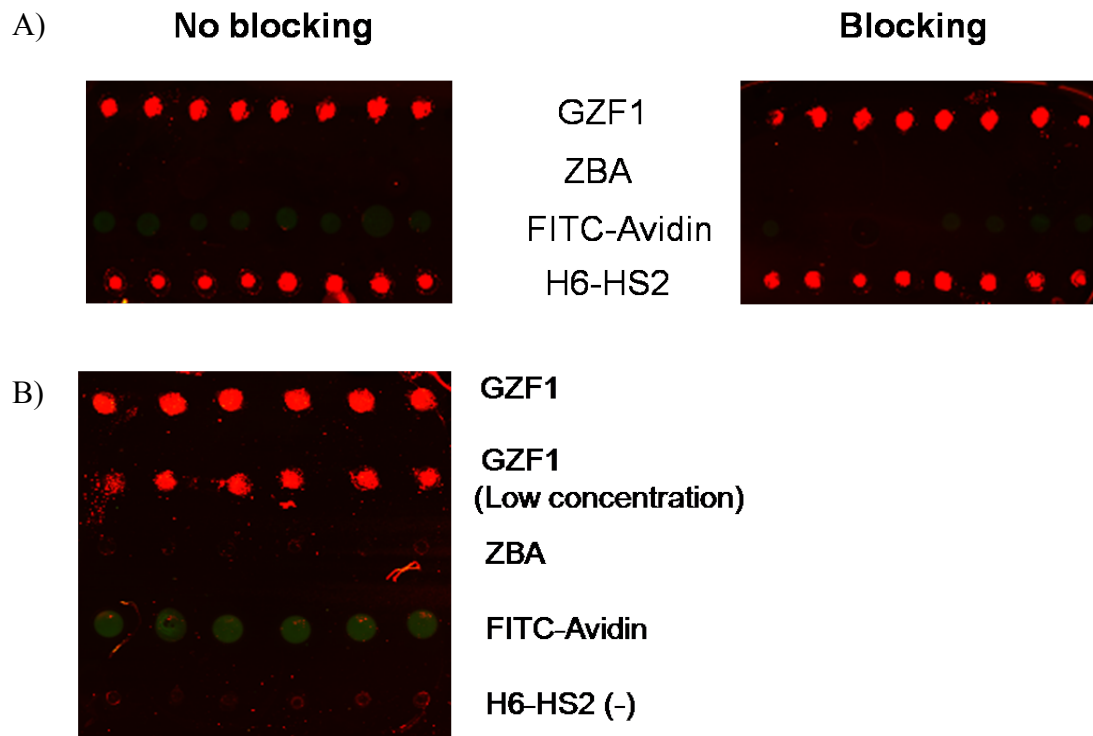 A)
No blocking
Blocking
GZF1
ZBA
FITC-Avidin
H6-HS2
B)
GZF1
GZF1
(Low concentration)
ZBA
FITC-Avidin
H6-HS2 (-)